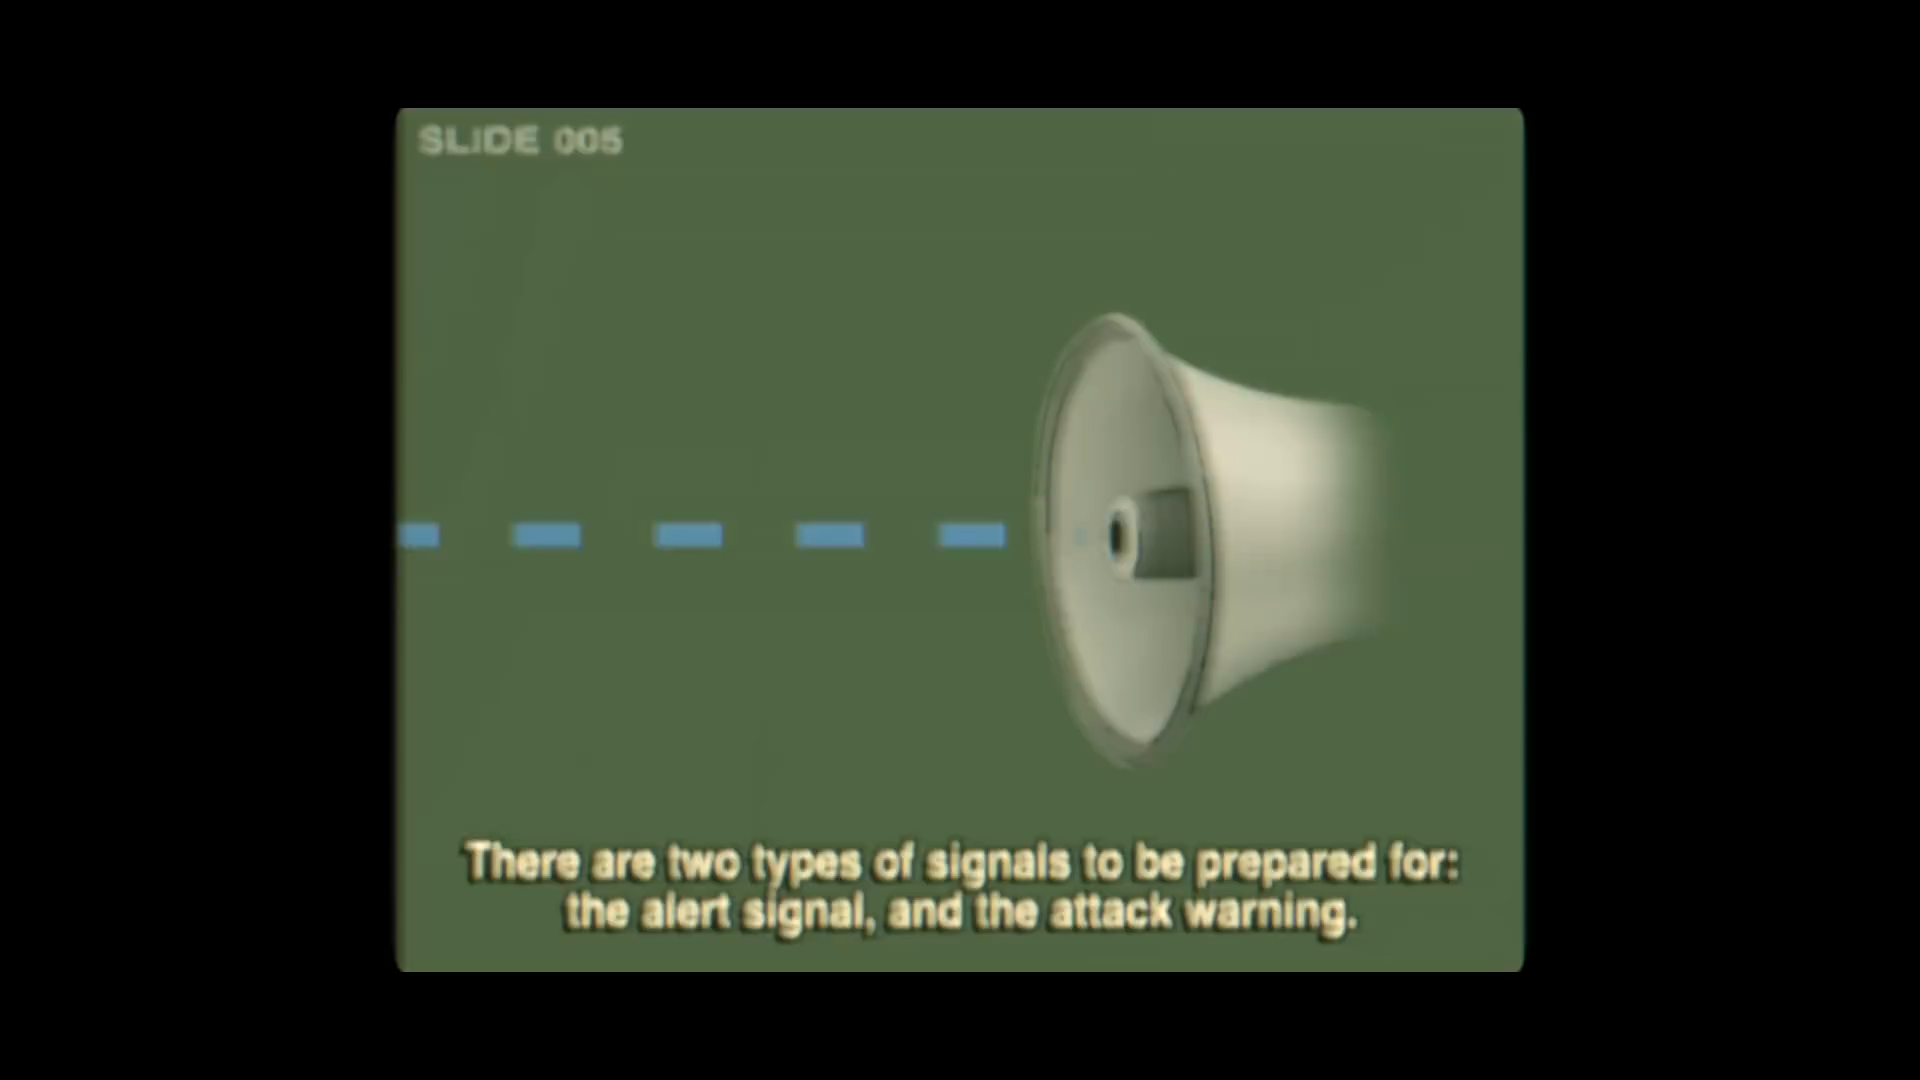 SLIDE 005
There are two types of signals to be prepared for:
the alert signal, and the attack warning.